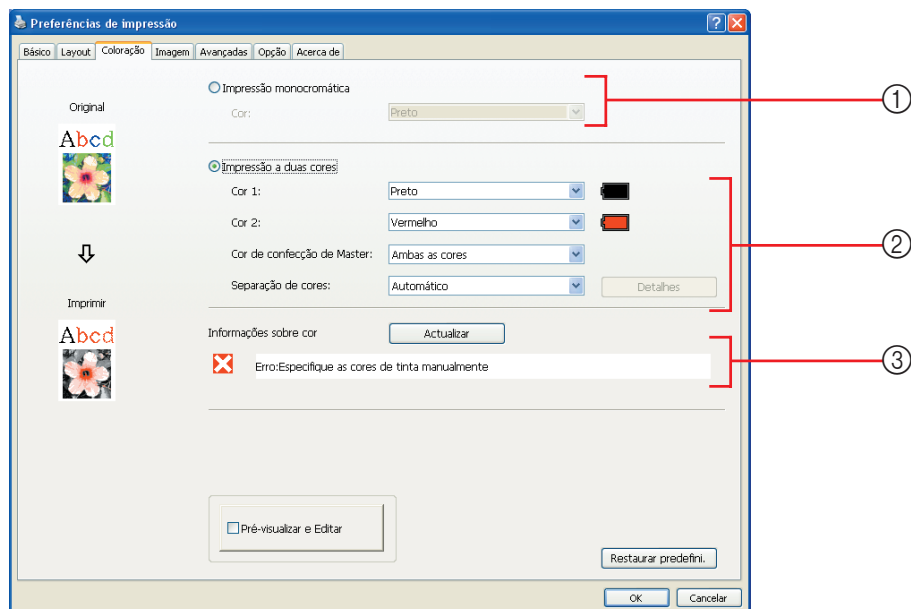 Preferências de impressão
Básico Layout Coloração Imagem Avançadas Opção Acerca de
Original
Abcd
Imprimir
Abcd
Impressão monocromática
Cor: Preto
① 
Impressão a duas cores
Cor 1: Preto
Cor 2: Vermelho
Cor de confecção de Master: Ambas as cores
Separação de cores: Automático Detalhes
②
Informações sobre cor Actualizar
Erro:Especifique as cores de tinta manualmente
③
Pré-visualizar e Editar
Restaurar predefini.
OK Cancelar